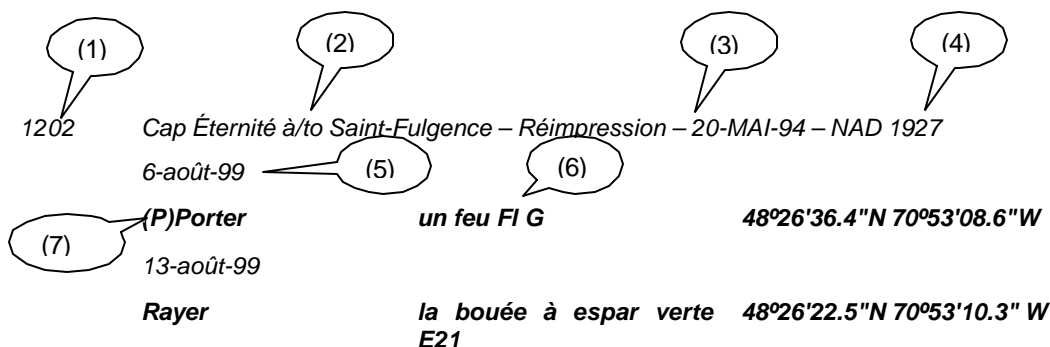 (1) (2) (3) (4)
1202 Cap Éternité à/to Saint-Fulgence – Réimpression – 20-MAI-94 – NAD 1927
6-août-99 (5) (6)
(P)Porter un feu Fl G 48º26'36.4"N 70º53'08.6"W
(7)
13-août-99
Rayer la bouée à espar verte 48º26'22.5"N 70º53'10.3" W
E21